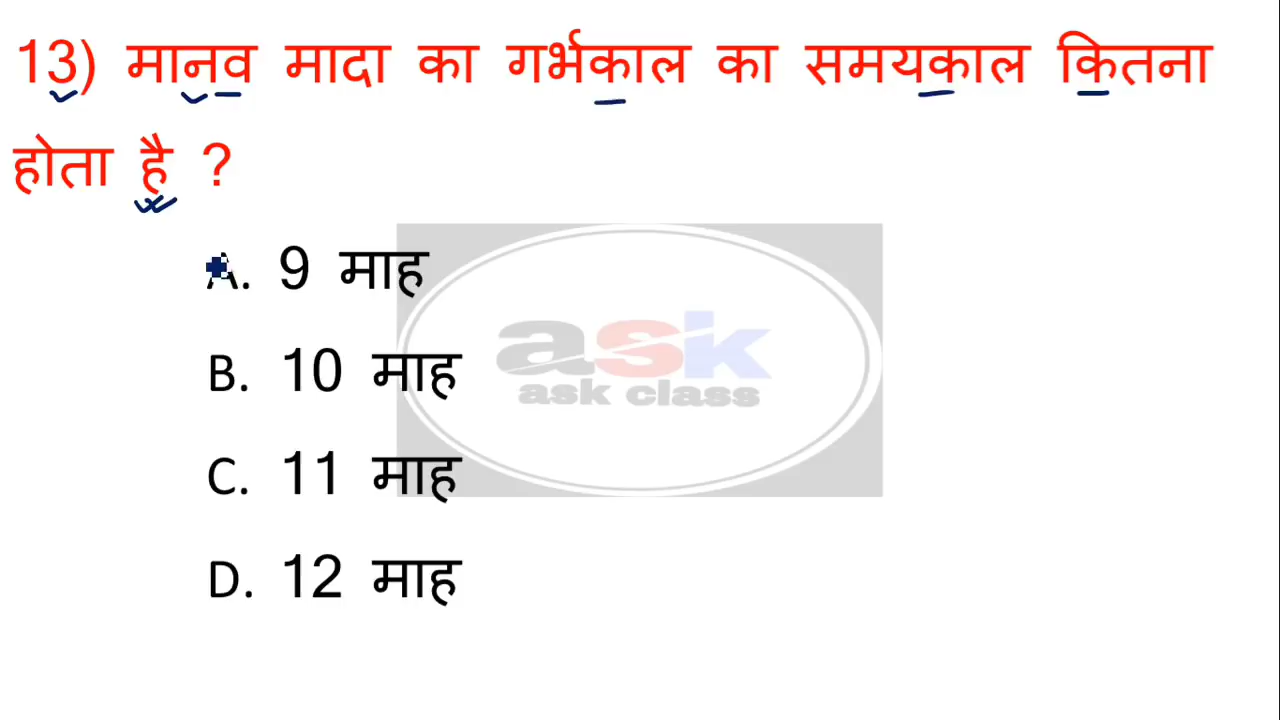 13) मानव मादा का गर्भकाल का समयकाल कितना
होता है ?
A. 9 माह
B. 10 माह
C. 11 माह
D. 12 माह
ask
ask class